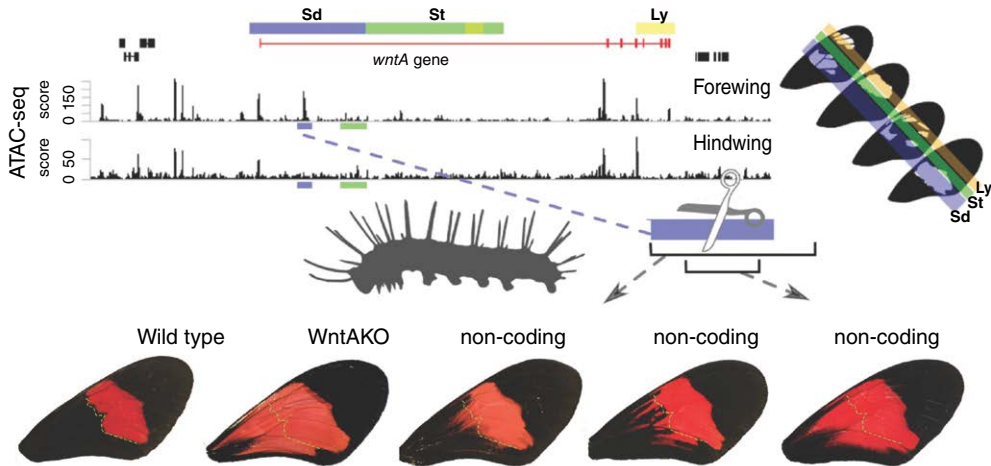 Sd St Ly
wntA gene
ATAC-seq
score
0 150
Forewing
score
0 50
Hindwing
Ly
St
Sd
Wild type WntAKO non-coding non-coding non-coding